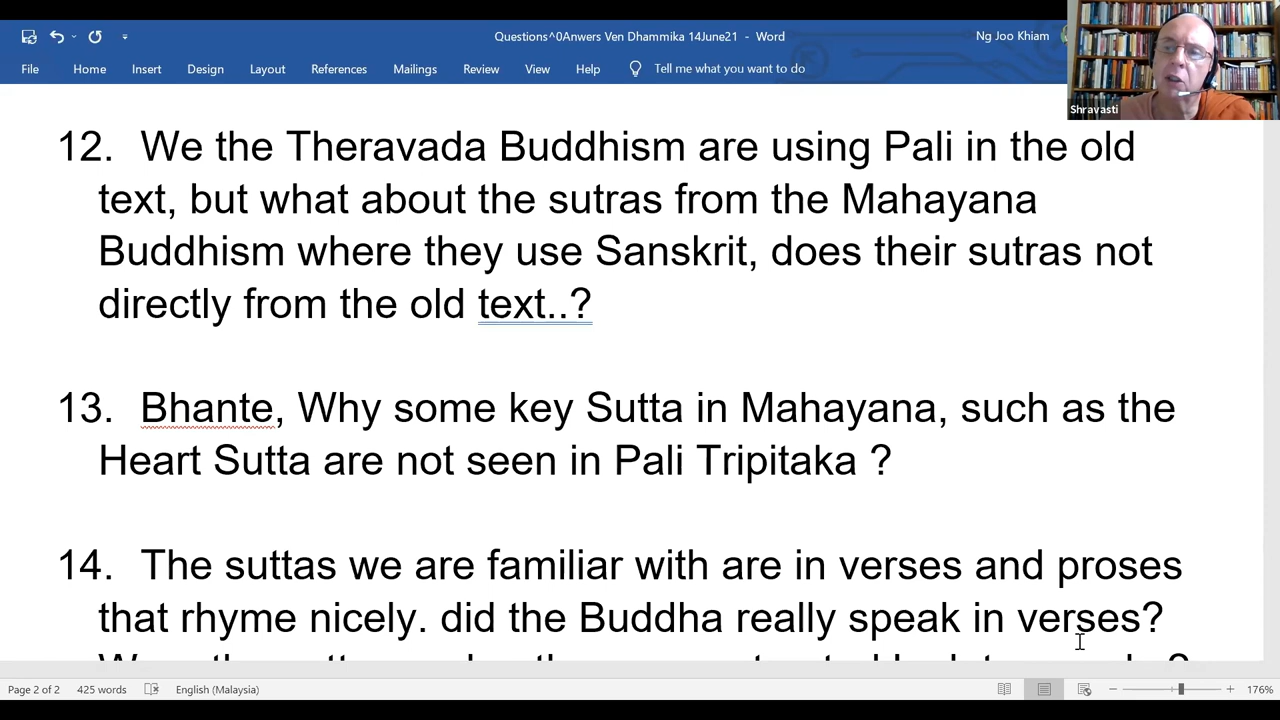 Questions^0Anwers Ven Dhammika 14June21 - Word
Ng Joo Khiam
File Home Insert Design Layout References Mailings Review View Help Tell me what you want to do
Shravasti
12. We the Theravada Buddhism are using Pali in the old
text, but what about the sutras from the Mahayana
Buddhism where they use Sanskrit, does their sutras not
directly from the old text..?
13. Bhante, Why some key Sutta in Mahayana, such as the
Heart Sutta are not seen in Pali Tripitaka ?
14. The suttas we are familiar with are in verses and proses
that rhyme nicely. did the Buddha really speak in verses?
Page 2 of 2 425 words English (Malaysia) 176%